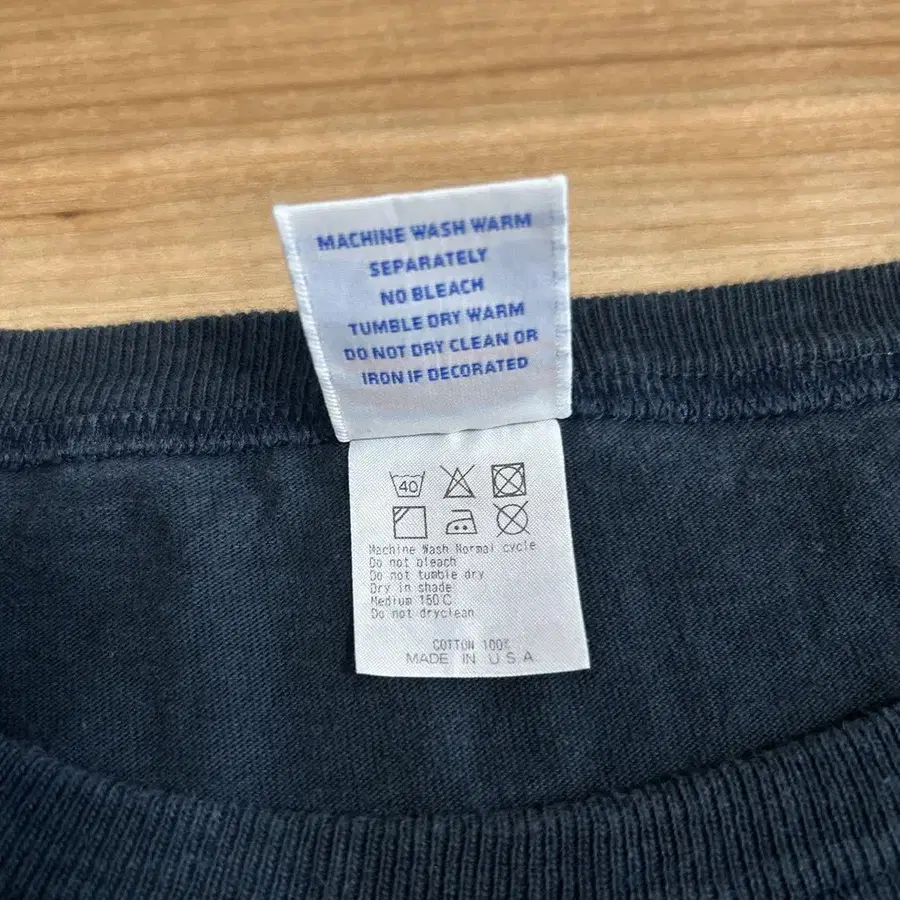 MACHINE WASH WARM
SEPARATELY
NO BLEACH
TUMBLE DRY WARM
DO NOT DRY CLEAN OR
IRON IF DECORATED
40
Machine Wash Normal cycle
Do not bleach
Do not tumble dry
Dry in shade
Medium 150°C
Do not dryclean
COTTON 100%
MADE IN U.S.A